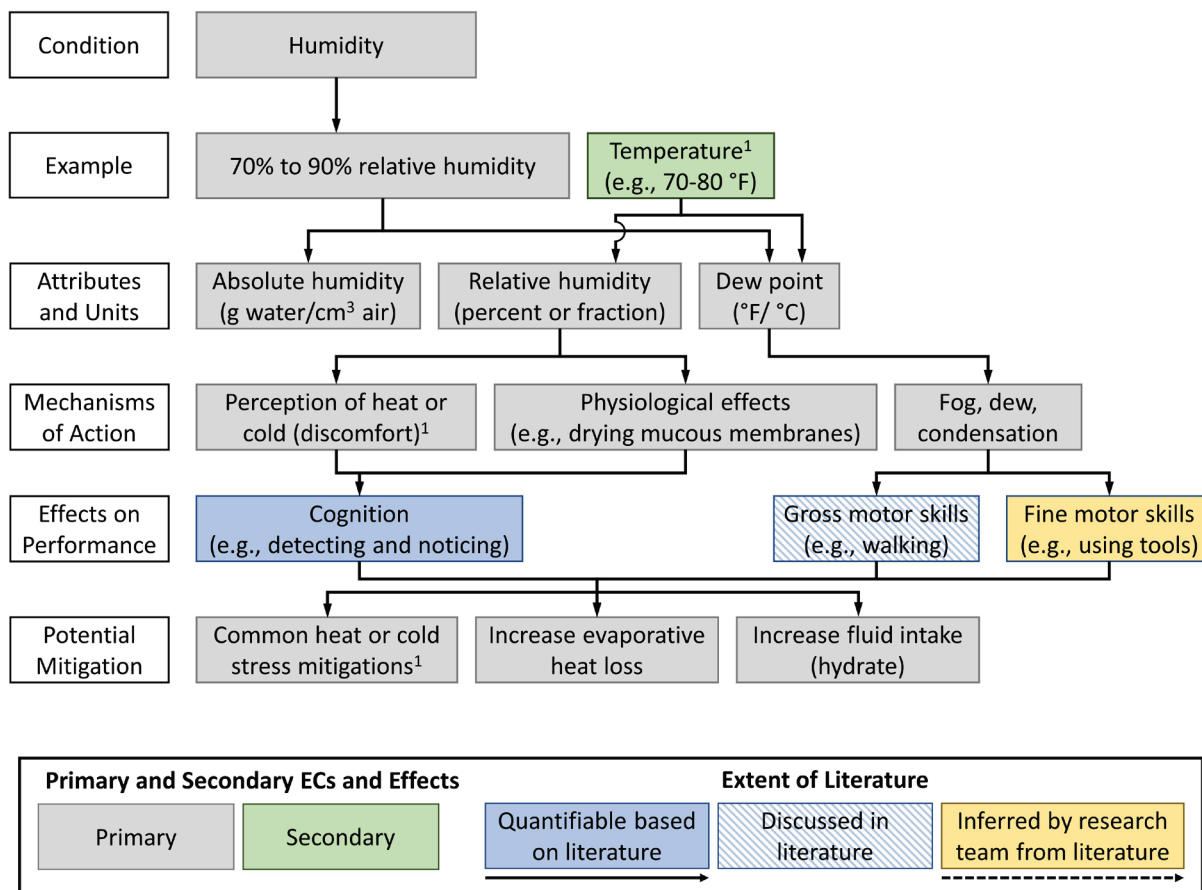 Condition
Humidity
Example
70% to 90% relative humidity
Temperature¹
(e.g., 70-80 °F)
Attributes
and Units
Absolute humidity
(g water/cm³ air)
Relative humidity
(percent or fraction)
Dew point
(°F/ °C)
Mechanisms
of Action
Perception of heat or
cold (discomfort)¹
Physiological effects
(e.g., drying mucous membranes)
Fog, dew,
condensation
Effects on
Performance
Cognition
(e.g., detecting and noticing)
Gross motor skills
(e.g., walking)
Fine motor skills
(e.g., using tools)
Potential
Mitigation
Common heat or cold
stress mitigations¹
Increase evaporative
heat loss
Increase fluid intake
(hydrate)
Primary and Secondary ECs and Effects
Primary
Secondary
Extent of Literature
Quantifiable based
on literature
Discussed in
literature
Inferred by research
team from literature